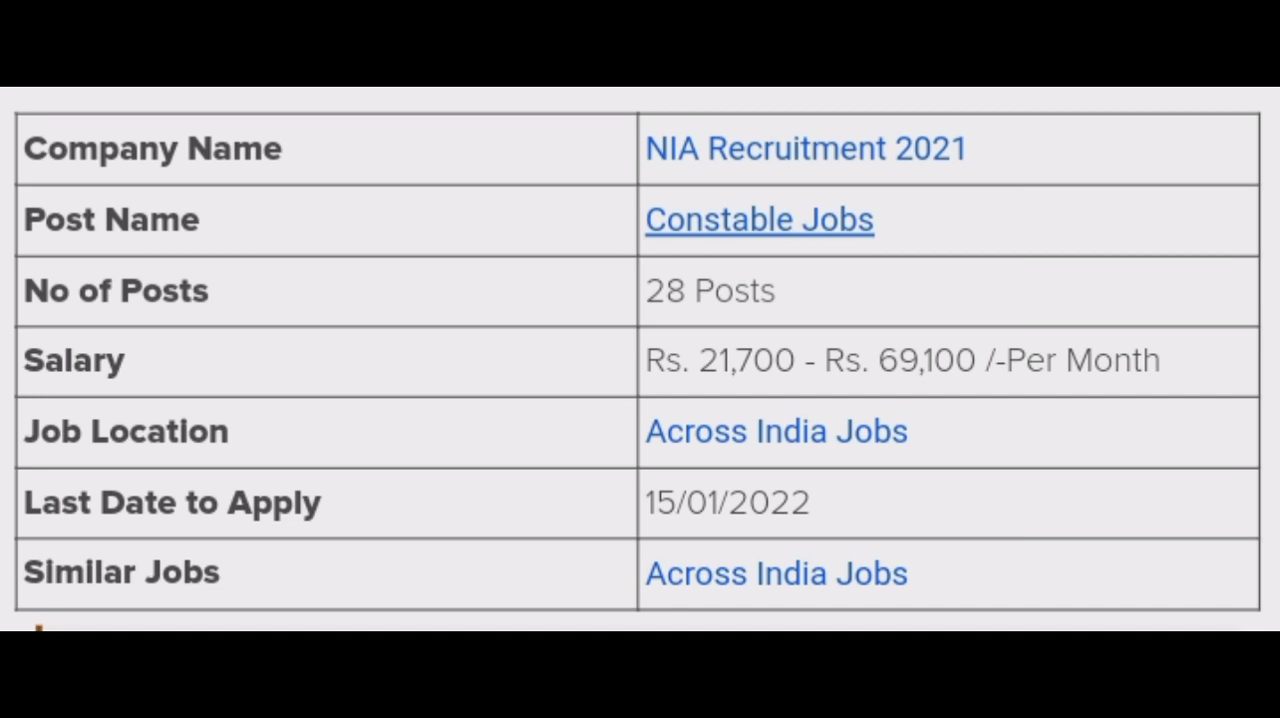 Company Name NIA Recruitment 2021
Post Name Constable Jobs
No of Posts 28 Posts
Salary Rs. 21,700 - Rs. 69,100 /-Per Month
Job Location Across India Jobs
Last Date to Apply 15/01/2022
Similar Jobs Across India Jobs